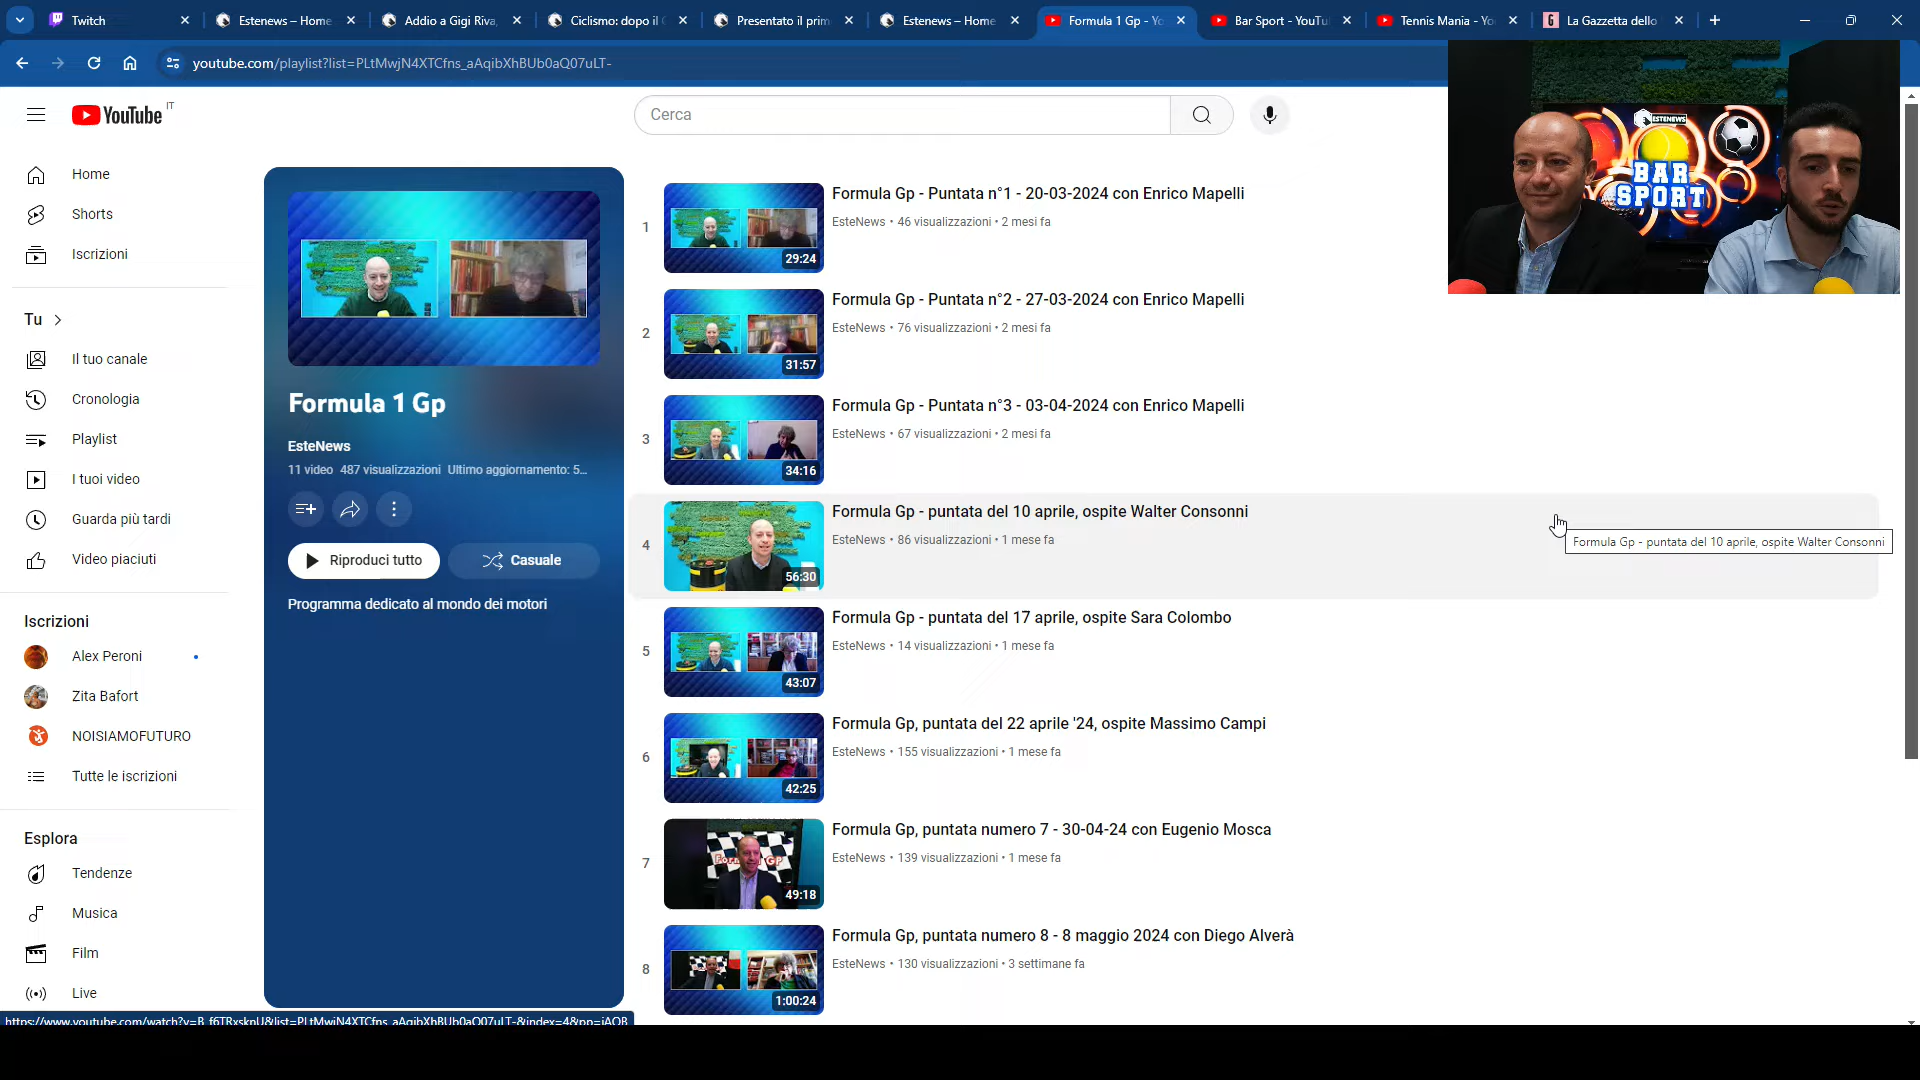 Twitch
Estenews – Home
Addio a Gigi Riva,
Ciclismo: dopo il
Presentato il prim
Estenews – Home
Formula 1 Gp - Yo
Bar Sport - YouTu
Tennis Mania - Yo
La Gazzetta dello
youtube.com/playlist?list=PLtMwjN4XTCfns_aAqibXhBUb0aQ07uLT-
YouTube IT
Cerca
ESTENEWS
BAR
SPORT
Home
Shorts
Iscrizioni
Tu
Il tuo canale
Cronologia
Playlist
I tuoi video
Guarda più tardi
Video piaciuti
Iscrizioni
Alex Peroni
Zita Bafort
NOISIAMOFUTURO
Tutte le iscrizioni
Esplora
Tendenze
Musica
Film
Live
Formula 1 Gp
EsteNews
11 video 487 visualizzazioni Ultimo aggiornamento: 5...
Riproduci tutto
Casuale
Programma dedicato al mondo dei motori
1
29:24
Formula Gp - Puntata n°1 - 20-03-2024 con Enrico Mapelli
EsteNews • 46 visualizzazioni • 2 mesi fa
2
31:57
Formula Gp - Puntata n°2 - 27-03-2024 con Enrico Mapelli
EsteNews • 76 visualizzazioni • 2 mesi fa
3
34:16
Formula Gp - Puntata n°3 - 03-04-2024 con Enrico Mapelli
EsteNews • 67 visualizzazioni • 2 mesi fa
4
56:30
Formula Gp - puntata del 10 aprile, ospite Walter Consonni
EsteNews • 86 visualizzazioni • 1 mese fa
Formula Gp - puntata del 10 aprile, ospite Walter Consonni
5
43:07
Formula Gp - puntata del 17 aprile, ospite Sara Colombo
EsteNews • 14 visualizzazioni • 1 mese fa
6
42:25
Formula Gp, puntata del 22 aprile '24, ospite Massimo Campi
EsteNews • 155 visualizzazioni • 1 mese fa
7
49:18
Formula Gp, puntata numero 7 - 30-04-24 con Eugenio Mosca
EsteNews • 139 visualizzazioni • 1 mese fa
8
1:00:24
Formula Gp, puntata numero 8 - 8 maggio 2024 con Diego Alverà
EsteNews • 130 visualizzazioni • 3 settimane fa